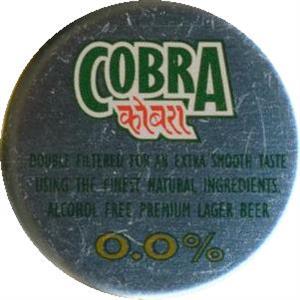 COBRA
कोबरा
DOUBLE FILTERED FOR AN EXTRA SMOOTH TASTE
USING THE FINEST NATURAL INGREDIENTS.
ALCOHOL FREE PREMIUM LAGER BEER
0.0%